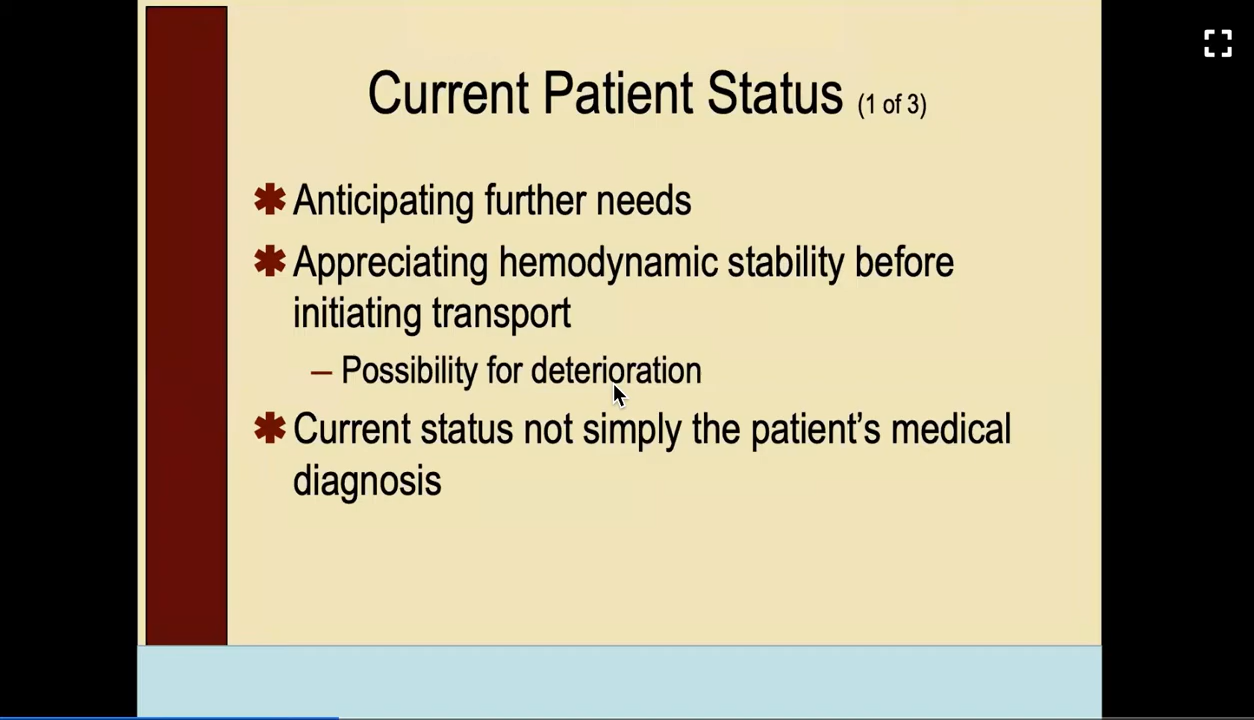 Current Patient Status (1 of 3)
✱ Anticipating further needs
✱ Appreciating hemodynamic stability before
initiating transport
– Possibility for deterioration
✱ Current status not simply the patient’s medical
diagnosis